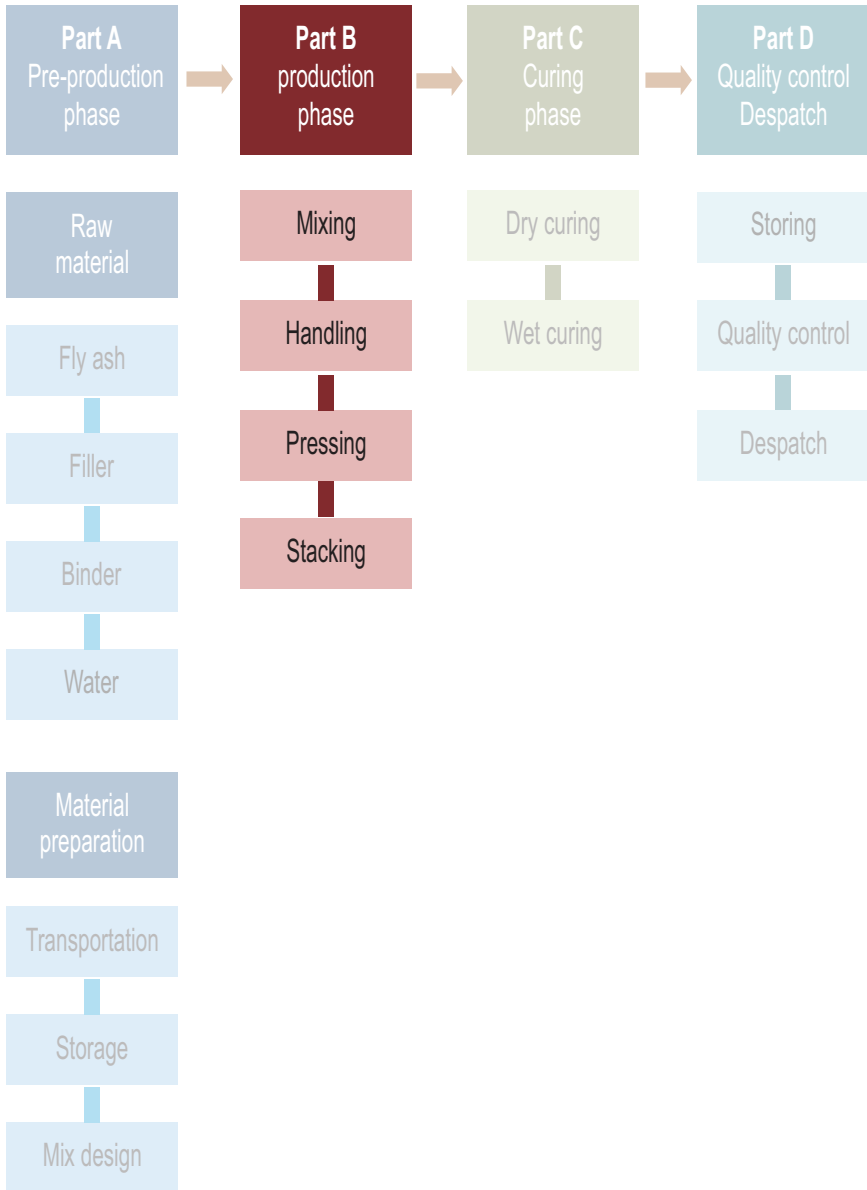 Part A
Pre-production
phase
Part B
production
phase
Part C
Curing
phase
Part D
Quality control
Despatch
Raw
material
Fly ash
Filler
Binder
Water
Material
preparation
Transportation
Storage
Mix design
Mixing
Handling
Pressing
Stacking
Dry curing
Wet curing
Storing
Quality control
Despatch